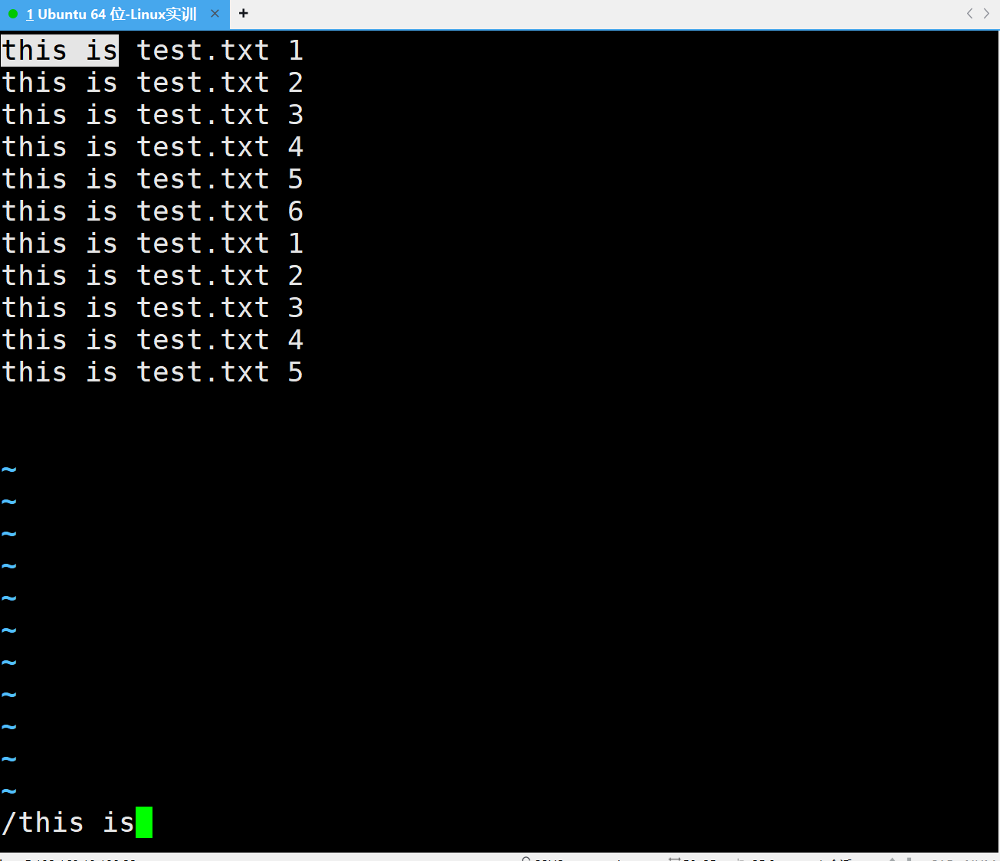 1 Ubuntu 64 位-Linux实训 × +
this is test.txt 1
this is test.txt 2
this is test.txt 3
this is test.txt 4
this is test.txt 5
this is test.txt 6
this is test.txt 1
this is test.txt 2
this is test.txt 3
this is test.txt 4
this is test.txt 5
~
~
~
~
~
~
~
~
~
~
~
/this is